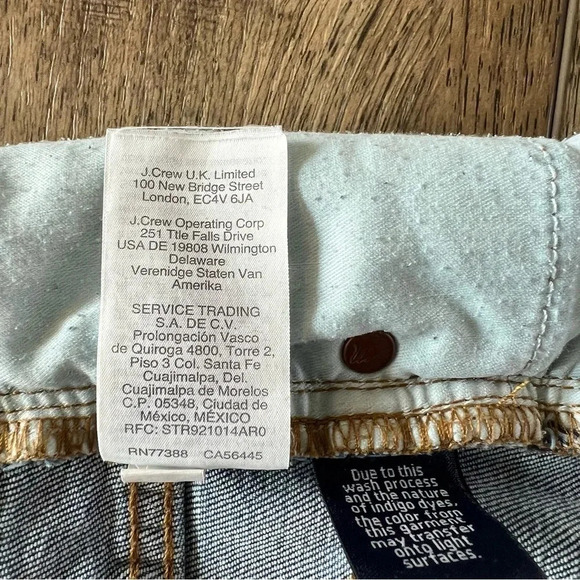 J.Crew U.K. Limited
100 New Bridge Street
London, EC4V 6JA
J.Crew Operating Corp
251 Ttle Falls Drive
USA DE 19808 Wilmington
Delaware
Verenidge Staten Van
Amerika
SERVICE TRADING
S.A. DE C.V.
Prolongación Vasco
de Quiroga 4800, Torre 2,
Piso 3 Col. Santa Fe
Cuajimalpa, Del.
Cuajimalpa de Morelos
C.P. 05348, Ciudad de
México, MÉXICO
RFC: STR921014AR0
RN77388 CA56445
Due to this
wash process
and the nature
of indigo dyes,
the color from
this garment
may transfer
onto light
surfaces.